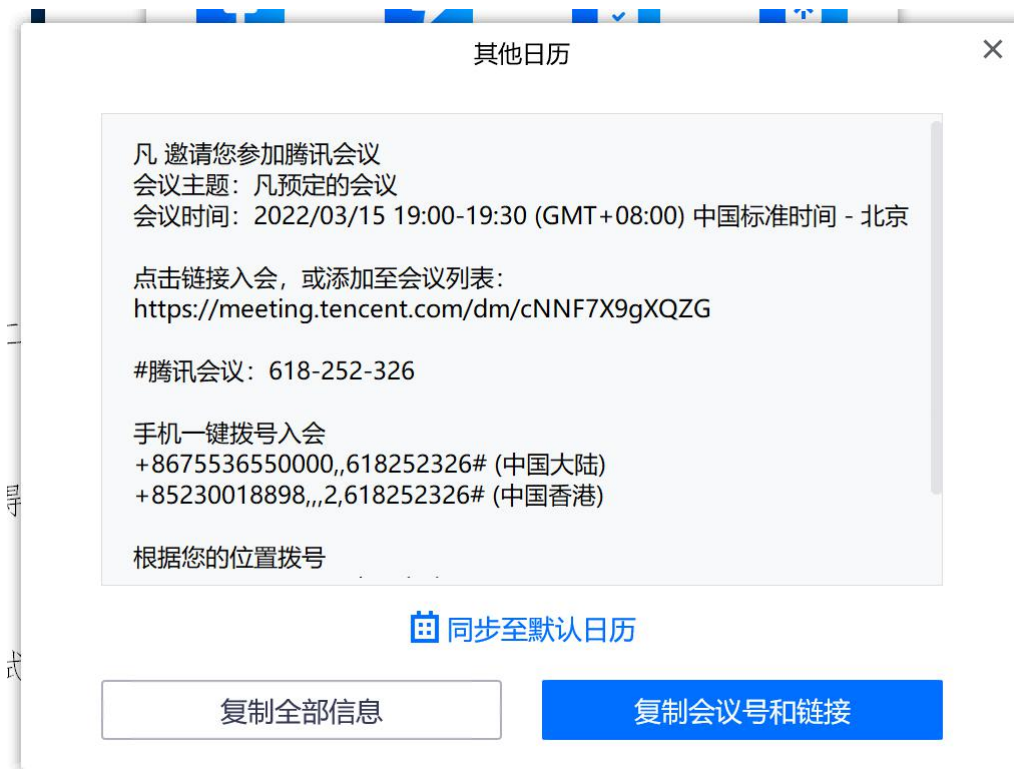 其他日历
凡 邀请您参加腾讯会议
会议主题：凡预定的会议
会议时间：2022/03/15 19:00-19:30 (GMT+08:00) 中国标准时间 - 北京
点击链接入会，或添加至会议列表：
https://meeting.tencent.com/dm/cNNF7X9gXQZG
#腾讯会议：618-252-326
手机一键拨号入会
+8675536550000,,618252326# (中国大陆)
+85230018898,,,2,618252326# (中国香港)
根据您的位置拨号
同步至默认日历
复制全部信息
复制会议号和链接